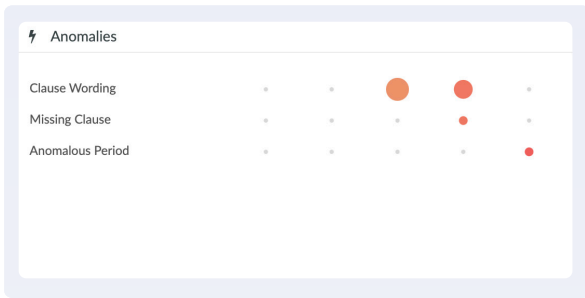 Anomalies
Clause Wording
Missing Clause
Anomalous Period